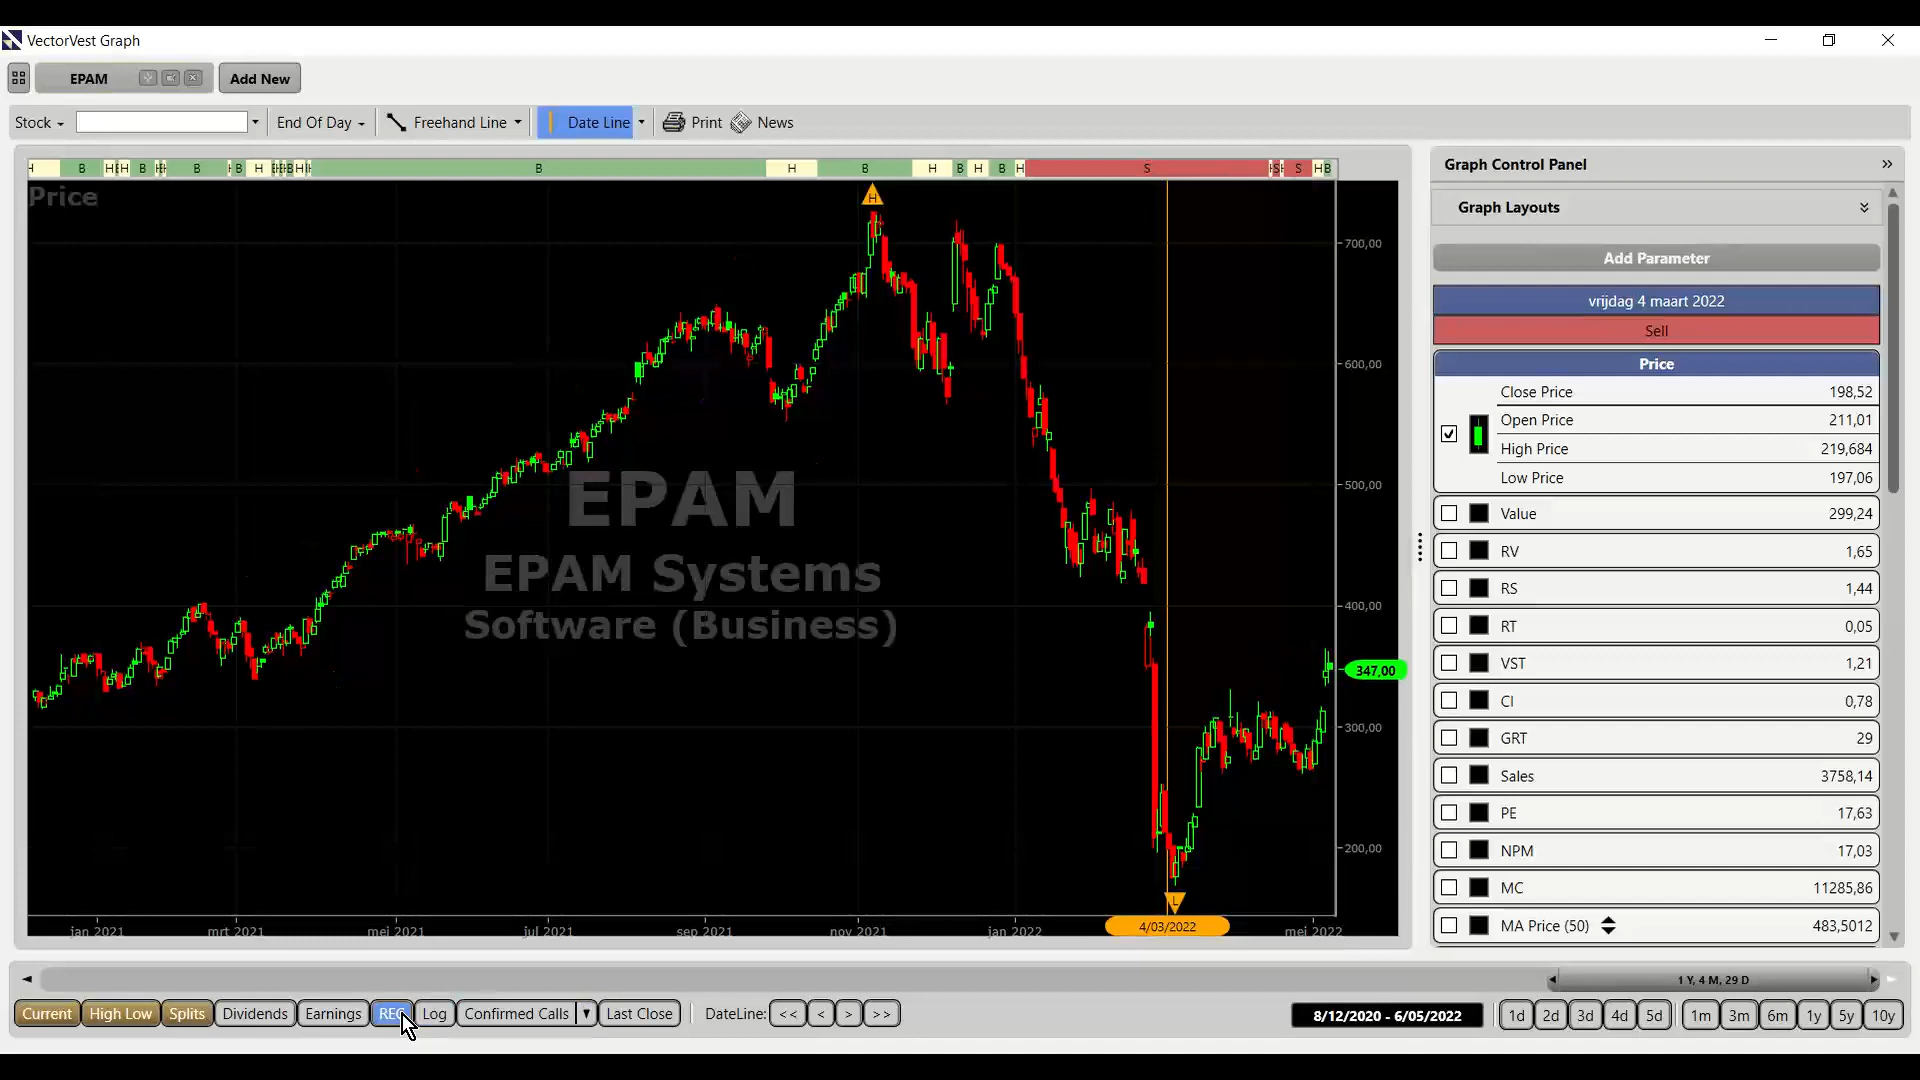 VectorVest Graph
EPAM Add New
Stock End Of Day Freehand Line Date Line Print News
H B H H B H B H B H B H B H B H B H B H S S H S H B
Price
H
EPAM
EPAM Systems
Software (Business)
L
700,00
600,00
500,00
400,00
347,00
300,00
200,00
jan 2021 mrt 2021 mei 2021 jul 2021 sep 2021 nov 2021 jan 2022 4/03/2022 mei 2022
Graph Control Panel
Graph Layouts
Add Parameter
vrijdag 4 maart 2022
Sell
Price
Close Price 198,52
Open Price 211,01
High Price 219,684
Low Price 197,06
Value 299,24
RV 1,65
RS 1,44
RT 0,05
VST 1,21
CI 0,78
GRT 29
Sales 3758,14
PE 17,63
NPM 17,03
MC 11285,86
MA Price (50) 483,5012
1 Y, 4 M, 29 D
Current High Low Splits Dividends Earnings REC Log Confirmed Calls Last Close DateLine: << < > >> 8/12/2020 - 6/05/2022 1d 2d 3d 4d 5d 1m 3m 6m 1y 5y 10y